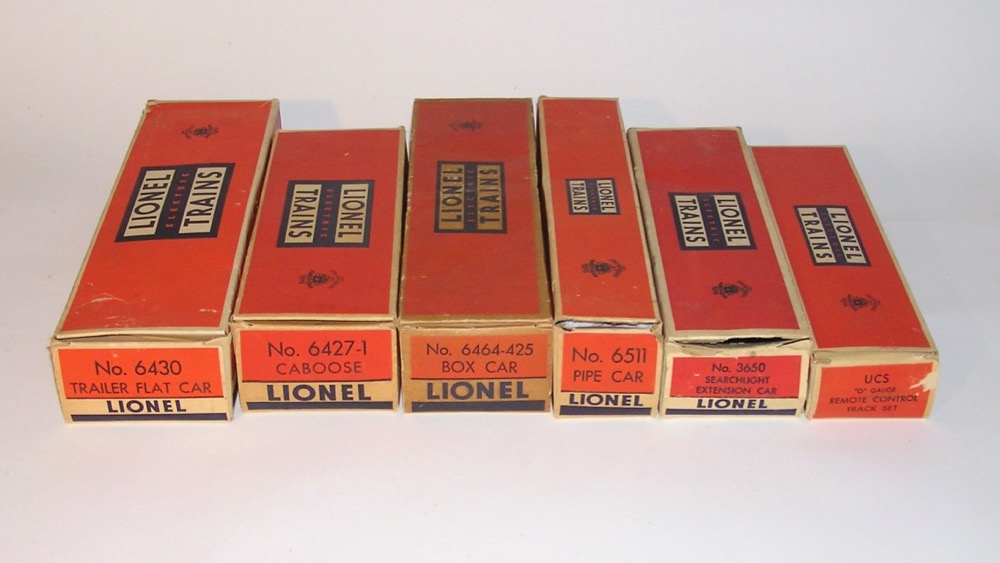 LIONEL
ELECTRIC
TRAINS
LIONEL
ELECTRIC
TRAINS
LIONEL
ELECTRIC
TRAINS
LIONEL
ELECTRIC
TRAINS
LIONEL
ELECTRIC
TRAINS
LIONEL
ELECTRIC
TRAINS
No. 6430
TRAILER FLAT CAR
LIONEL
No. 6427-1
CABOOSE
LIONEL
No. 6464-425
BOX CAR
LIONEL
No. 6511
PIPE CAR
LIONEL
No. 3650
SEARCHLIGHT
EXTENSION CAR
LIONEL
UCS
"O" GAUGE
REMOTE CONTROL
TRACK SET